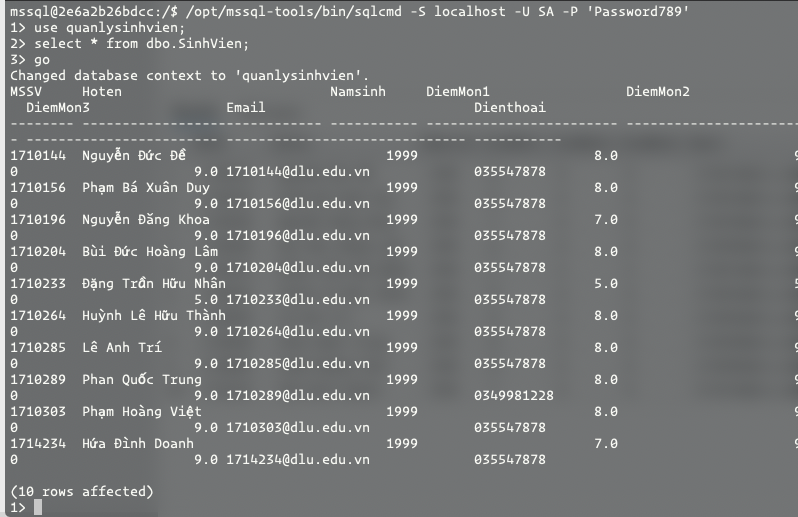 mssql@2e6a2b26bdcc:/$ /opt/mssql-tools/bin/sqlcmd -S localhost -U SA -P 'Password789'
1> use quanlysinhvien;
2> select * from dbo.SinhVien;
3> go
Changed database context to 'quanlysinhvien'.
MSSV     Hoten                          Namsinh     DiemMon1                 DiemMon2
  DiemMon3                 Email                          Dienthoai
-------- ------------------------------ ----------- ------------------------ -----------------------
- ------------------------ ------------------------------ -----------
1710144  Nguyễn Đức Đề                         1999                      8.0                      9
0                      9.0 1710144@dlu.edu.vn             035547878
1710156  Phạm Bá Xuân Duy                      1999                      8.0                      9
0                      9.0 1710156@dlu.edu.vn             035547878
1710196  Nguyễn Đăng Khoa                      1999                      7.0                      9
0                      9.0 1710196@dlu.edu.vn             035547878
1710204  Bùi Đức Hoàng Lâm                     1999                      8.0                      9
0                      9.0 1710204@dlu.edu.vn             035547878
1710233  Đặng Trần Hữu Nhân                    1999                      5.0                      5
0                      5.0 1710233@dlu.edu.vn             035547878
1710264  Huỳnh Lê Hữu Thành                    1999                      8.0                      9
0                      9.0 1710264@dlu.edu.vn             035547878
1710285  Lê Anh Trí                            1999                      8.0                      9
0                      9.0 1710285@dlu.edu.vn             035547878
1710289  Phan Quốc Trung                       1999                      8.0                      9
0                      9.0 1710289@dlu.edu.vn             0349981228
1710303  Phạm Hoàng Việt                       1999                      8.0                      9
0                      9.0 1710303@dlu.edu.vn             035547878
1714234  Hứa Đình Doanh                        1999                      7.0                      9
0                      9.0 1714234@dlu.edu.vn             035547878
(10 rows affected)
1>